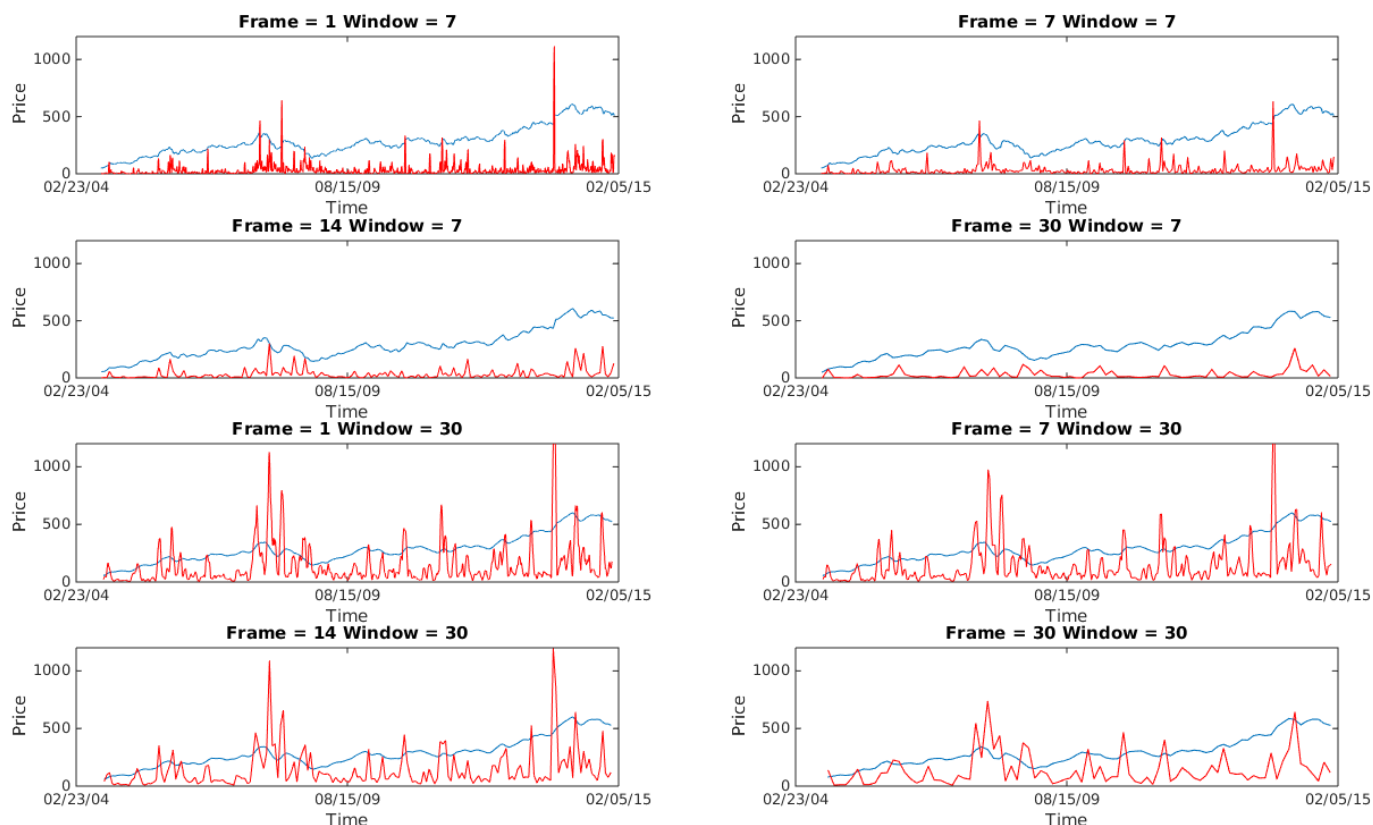 Frame = 1 Window = 7
1000
500
0
Price
02/23/04
08/15/09
02/05/15
Time
Frame = 7 Window = 7
1000
500
0
Price
02/23/04
08/15/09
02/05/15
Time
Frame = 14 Window = 7
1000
500
0
Price
02/23/04
08/15/09
02/05/15
Time
Frame = 30 Window = 7
1000
500
0
Price
02/23/04
08/15/09
02/05/15
Time
Frame = 1 Window = 30
1000
500
0
Price
02/23/04
08/15/09
02/05/15
Time
Frame = 7 Window = 30
1000
500
0
Price
02/23/04
08/15/09
02/05/15
Time
Frame = 14 Window = 30
1000
500
0
Price
02/23/04
08/15/09
02/05/15
Time
Frame = 30 Window = 30
1000
500
0
Price
02/23/04
08/15/09
02/05/15
Time